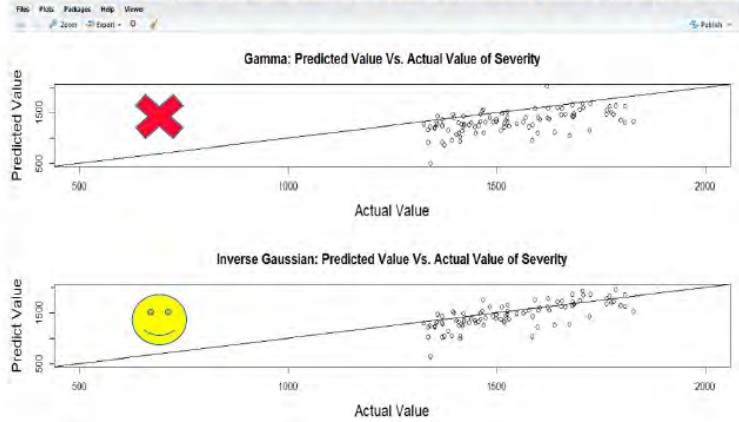 Files Plots Packages Help Viewer
Zoom Export Publish
Gamma: Predicted Value Vs. Actual Value of Severity
Predicted Value
1500
500
500 1000 1500 2000
Actual Value
Inverse Gaussian: Predicted Value Vs. Actual Value of Severity
Predict Value
1500
500
500 1000 1500 2000
Actual Value